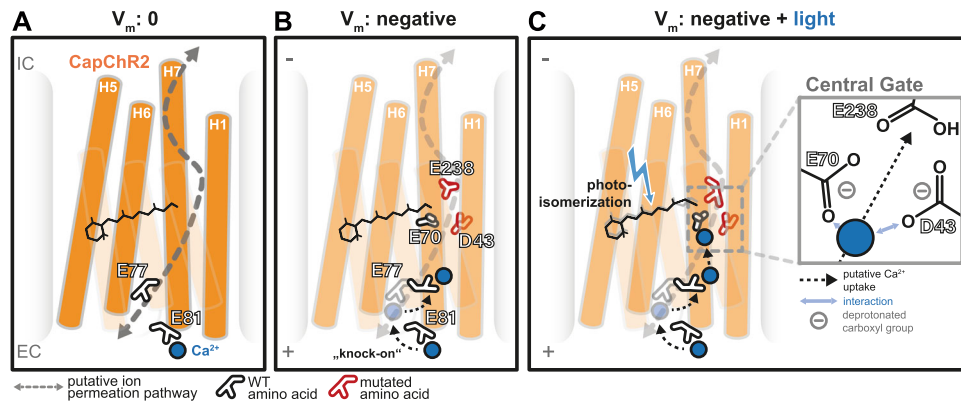 A
Vm: 0
IC
CapChR2
H5
H6
H7
H1
E77
E81
Ca²⁺
EC
B
Vm: negative
-
H5
H6
H7
H1
E238
E70
D43
E77
E81
„knock-on“
+
C
Vm: negative + light
-
H5
H6
H7
H1
photo-
isomerization
+
Central Gate
E238
OH
E70
O
O
-
-
O
O
D43
putative Ca²⁺
uptake
interaction
- deprotonated
carboxyl group
putative ion
permeation pathway
WT
amino acid
mutated
amino acid